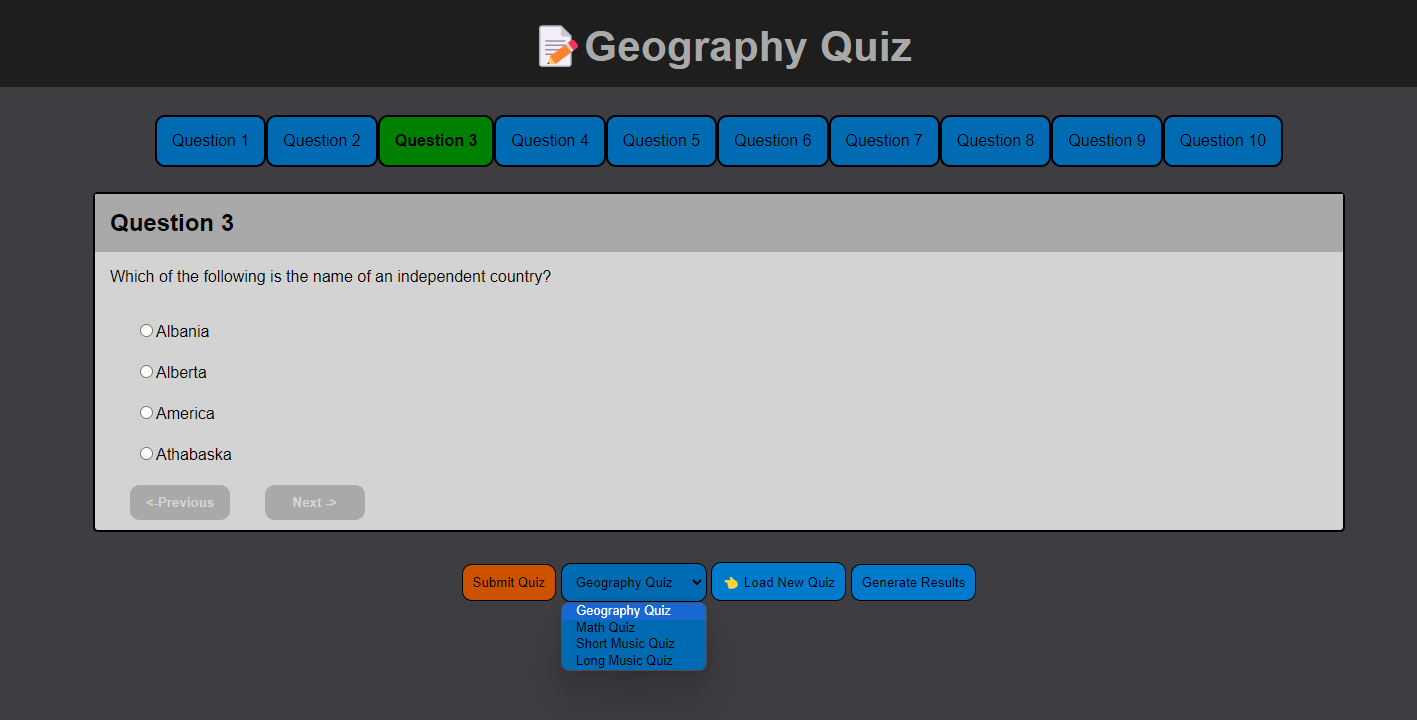 📝Geography Quiz
Question 1 Question 2 Question 3 Question 4 Question 5 Question 6 Question 7 Question 8 Question 9 Question 10
Question 3
Which of the following is the name of an independent country?
Albania
Alberta
America
Athabaska
<-Previous Next ->
Submit Quiz Geography Quiz 👈 Load New Quiz Generate Results
Geography Quiz
Math Quiz
Short Music Quiz
Long Music Quiz